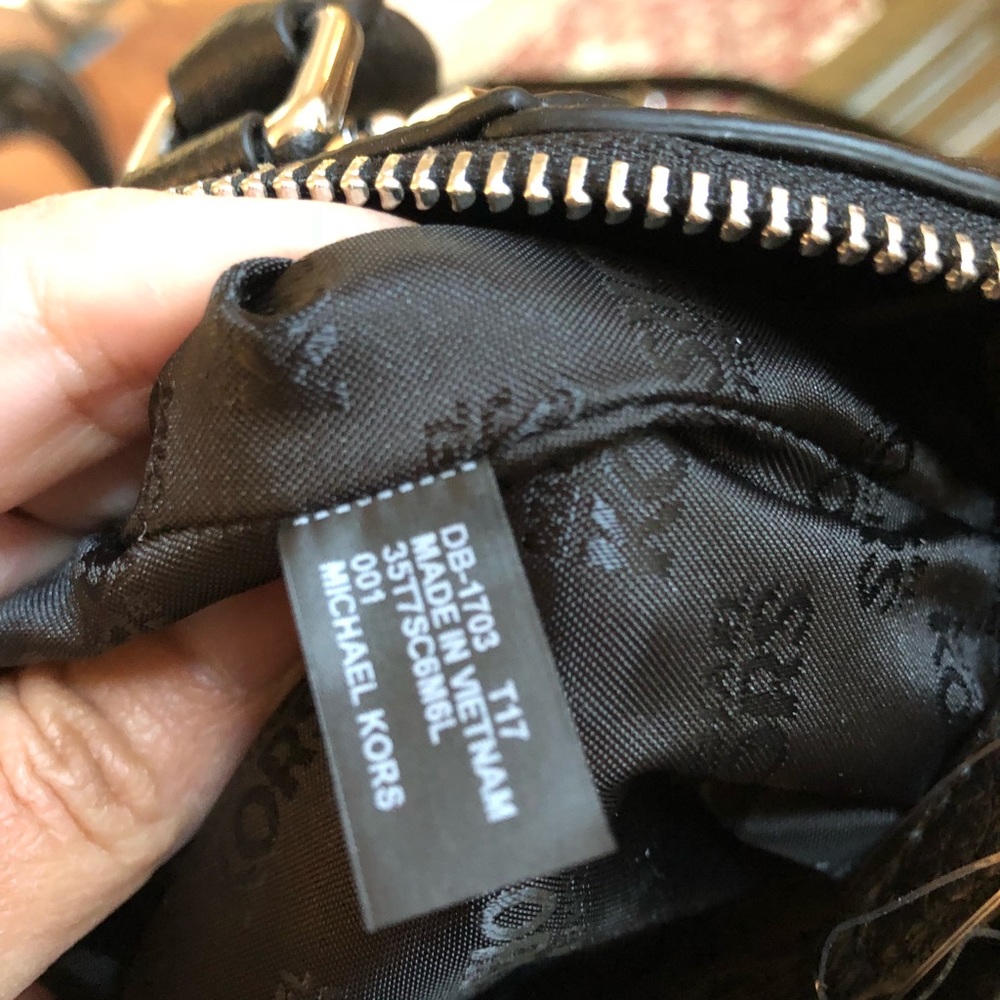 DB-1703 T17
MADE IN VIETNAM
35T7SC6M6L
001
MICHAEL KORS